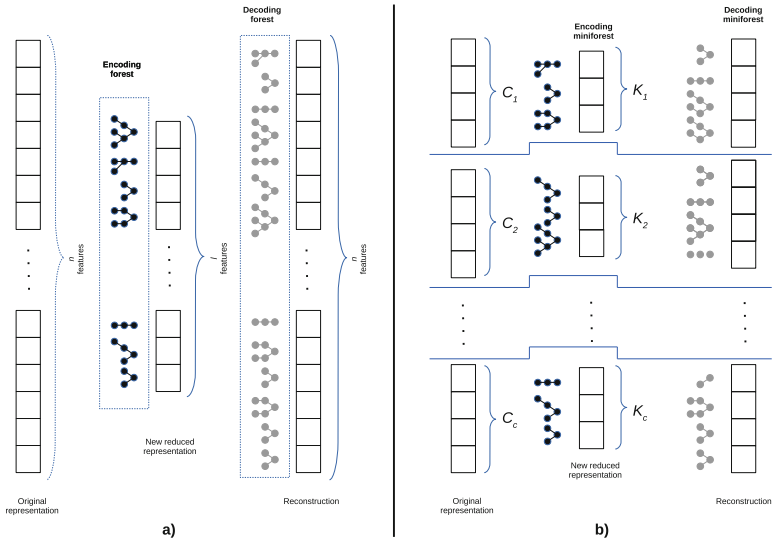 Decoding
forest
Encoding
forest
n
features
l
features
n
features
New reduced
representation
Original
representation
Reconstruction
a)
Decoding
miniforest
Encoding
miniforest
C1
K1
C2
K2
Cc
Kc
New reduced
representation
Original
representation
Reconstruction
b)